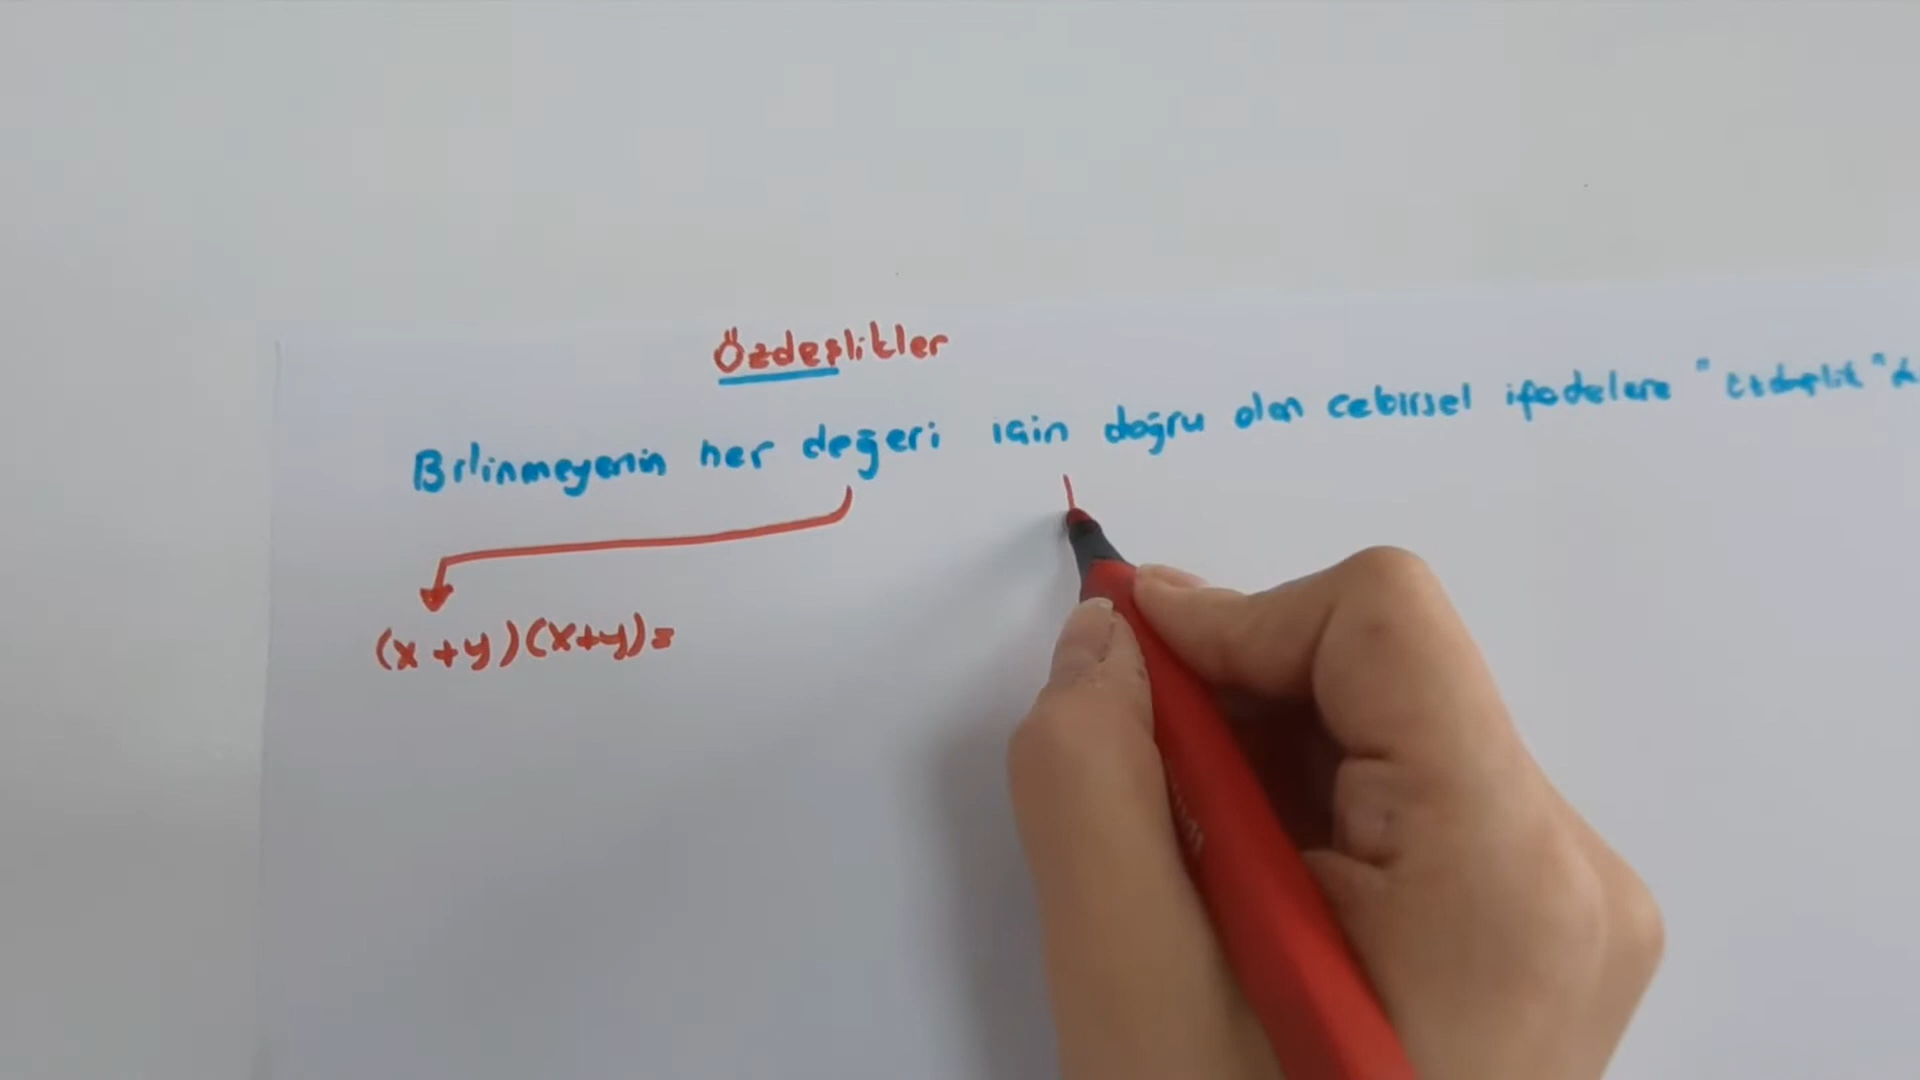 Özdeşlikler
Bilinmeyenin her değeri için doğru olan cebirsel ifadelere "özdeşlik" d
(x+y)(x+y)=